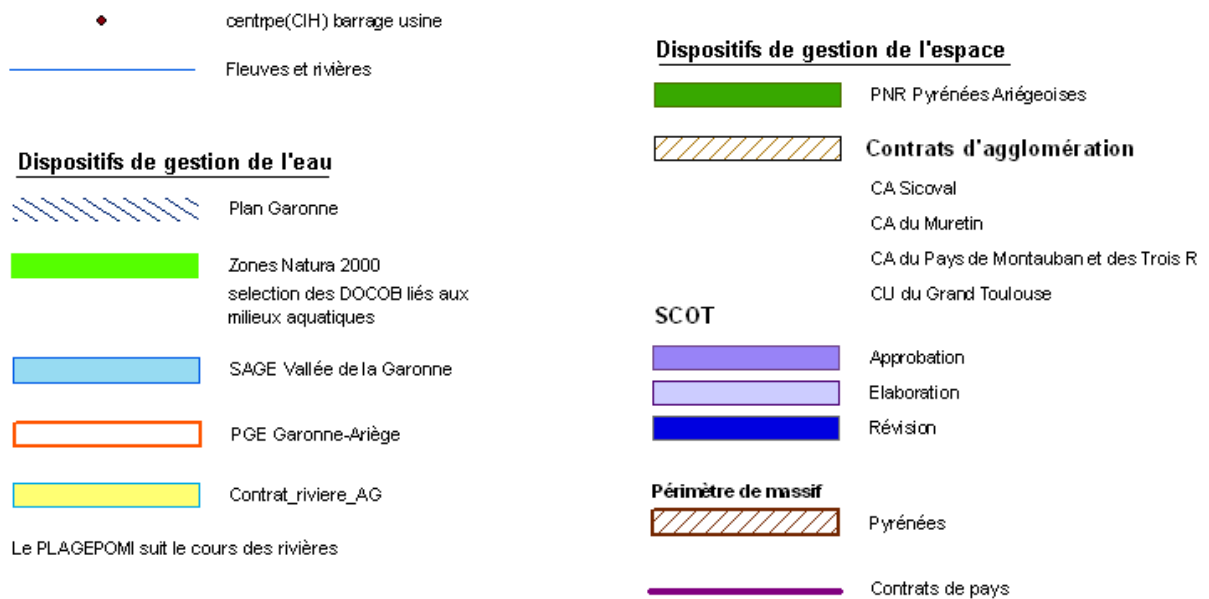 centrpe(CIH) barrage usine
Fleuves et rivières
Dispositifs de gestion de l'eau
Plan Garonne
Zones Natura 2000
selection des DOCOB liés aux
milieux aquatiques
SAGE Vallée de la Garonne
PGE Garonne-Ariège
Contrat_riviere_AG
Le PLAGEPOMI suit le cours des rivières
Dispositifs de gestion de l'espace
PNR Pyrénées Ariégeoises
Contrats d'agglomération
CA Sicoval
CA du Muretin
CA du Pays de Montauban et des Trois R
CU du Grand Toulouse
SCOT
Approbation
Elaboration
Révision
Périmètre de massif
Pyrénées
Contrats de pays